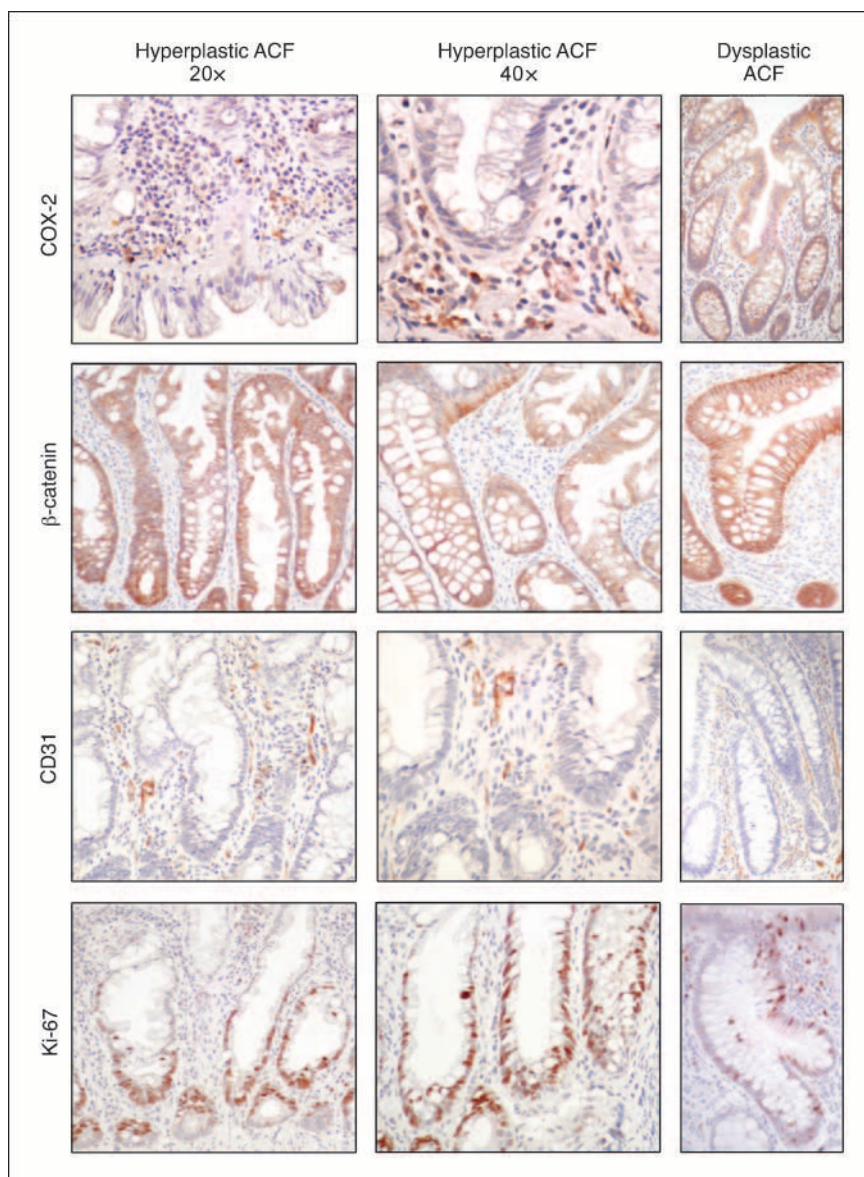 Hyperplastic ACF
20×
Hyperplastic ACF
40×
Dysplastic
ACF
COX-2
β-catenin
CD31
Ki-67